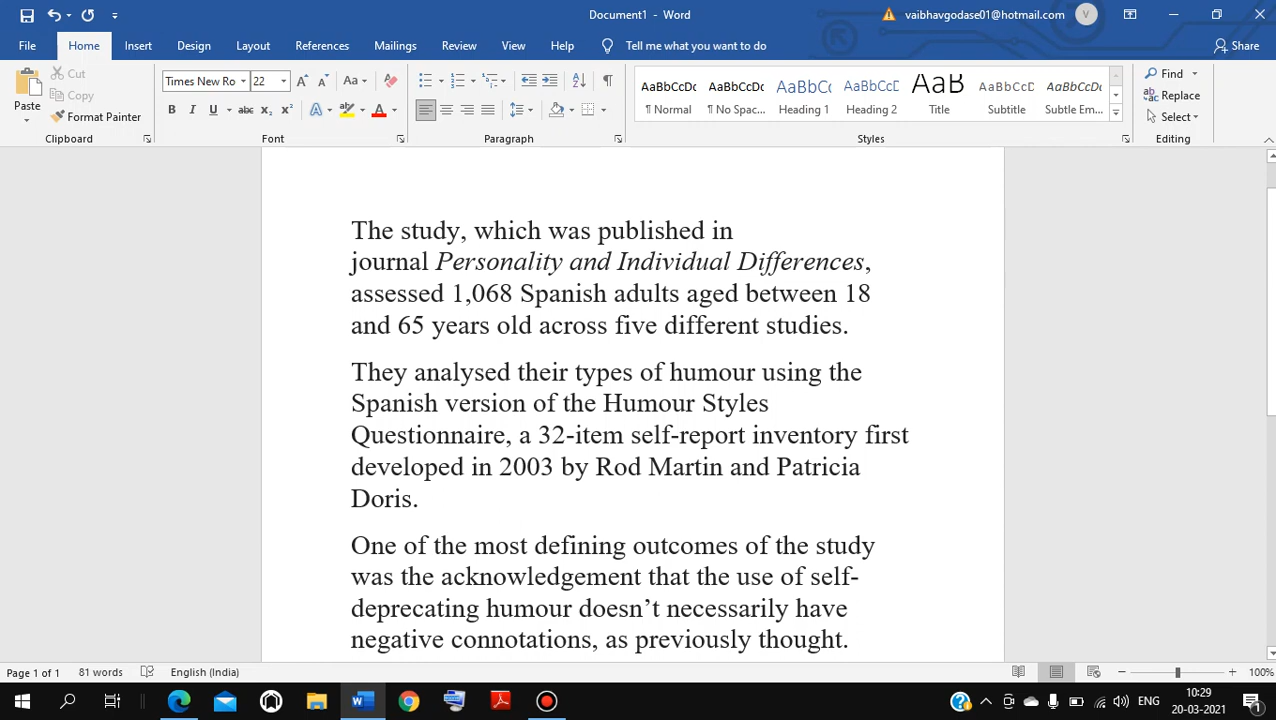 Document1 - Word
vaibhavgodase01@hotmail.com
V
File Home Insert Design Layout References Mailings Review View Help Tell me what you want to do Share
Paste
Cut
Copy
Format Painter
Clipboard
Times New Ro 22
Font
Paragraph
AaBbCcDc AaBbCcDc AaBbC AaBbCcD AaB AaBbCcD AaBbCcDc
¶ Normal ¶ No Spac... Heading 1 Heading 2 Title Subtitle Subtle Em...
Styles
Find
Replace
Select
Editing
The study, which was published in
journal Personality and Individual Differences,
assessed 1,068 Spanish adults aged between 18
and 65 years old across five different studies.
They analysed their types of humour using the
Spanish version of the Humour Styles
Questionnaire, a 32-item self-report inventory first
developed in 2003 by Rod Martin and Patricia
Doris.
One of the most defining outcomes of the study
was the acknowledgement that the use of self-
deprecating humour doesn’t necessarily have
negative connotations, as previously thought.
Page 1 of 1 81 words English (India) 100%
ENG
10:29
20-03-2021